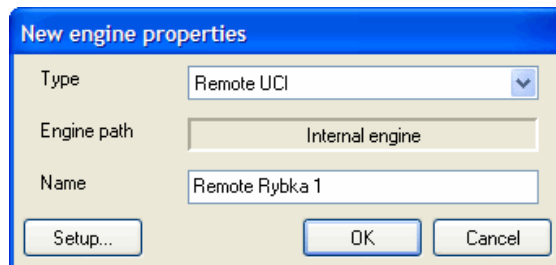 New engine properties
Type Remote UCI
Engine path Internal engine
Name Remote Rybka 1
Setup... OK Cancel